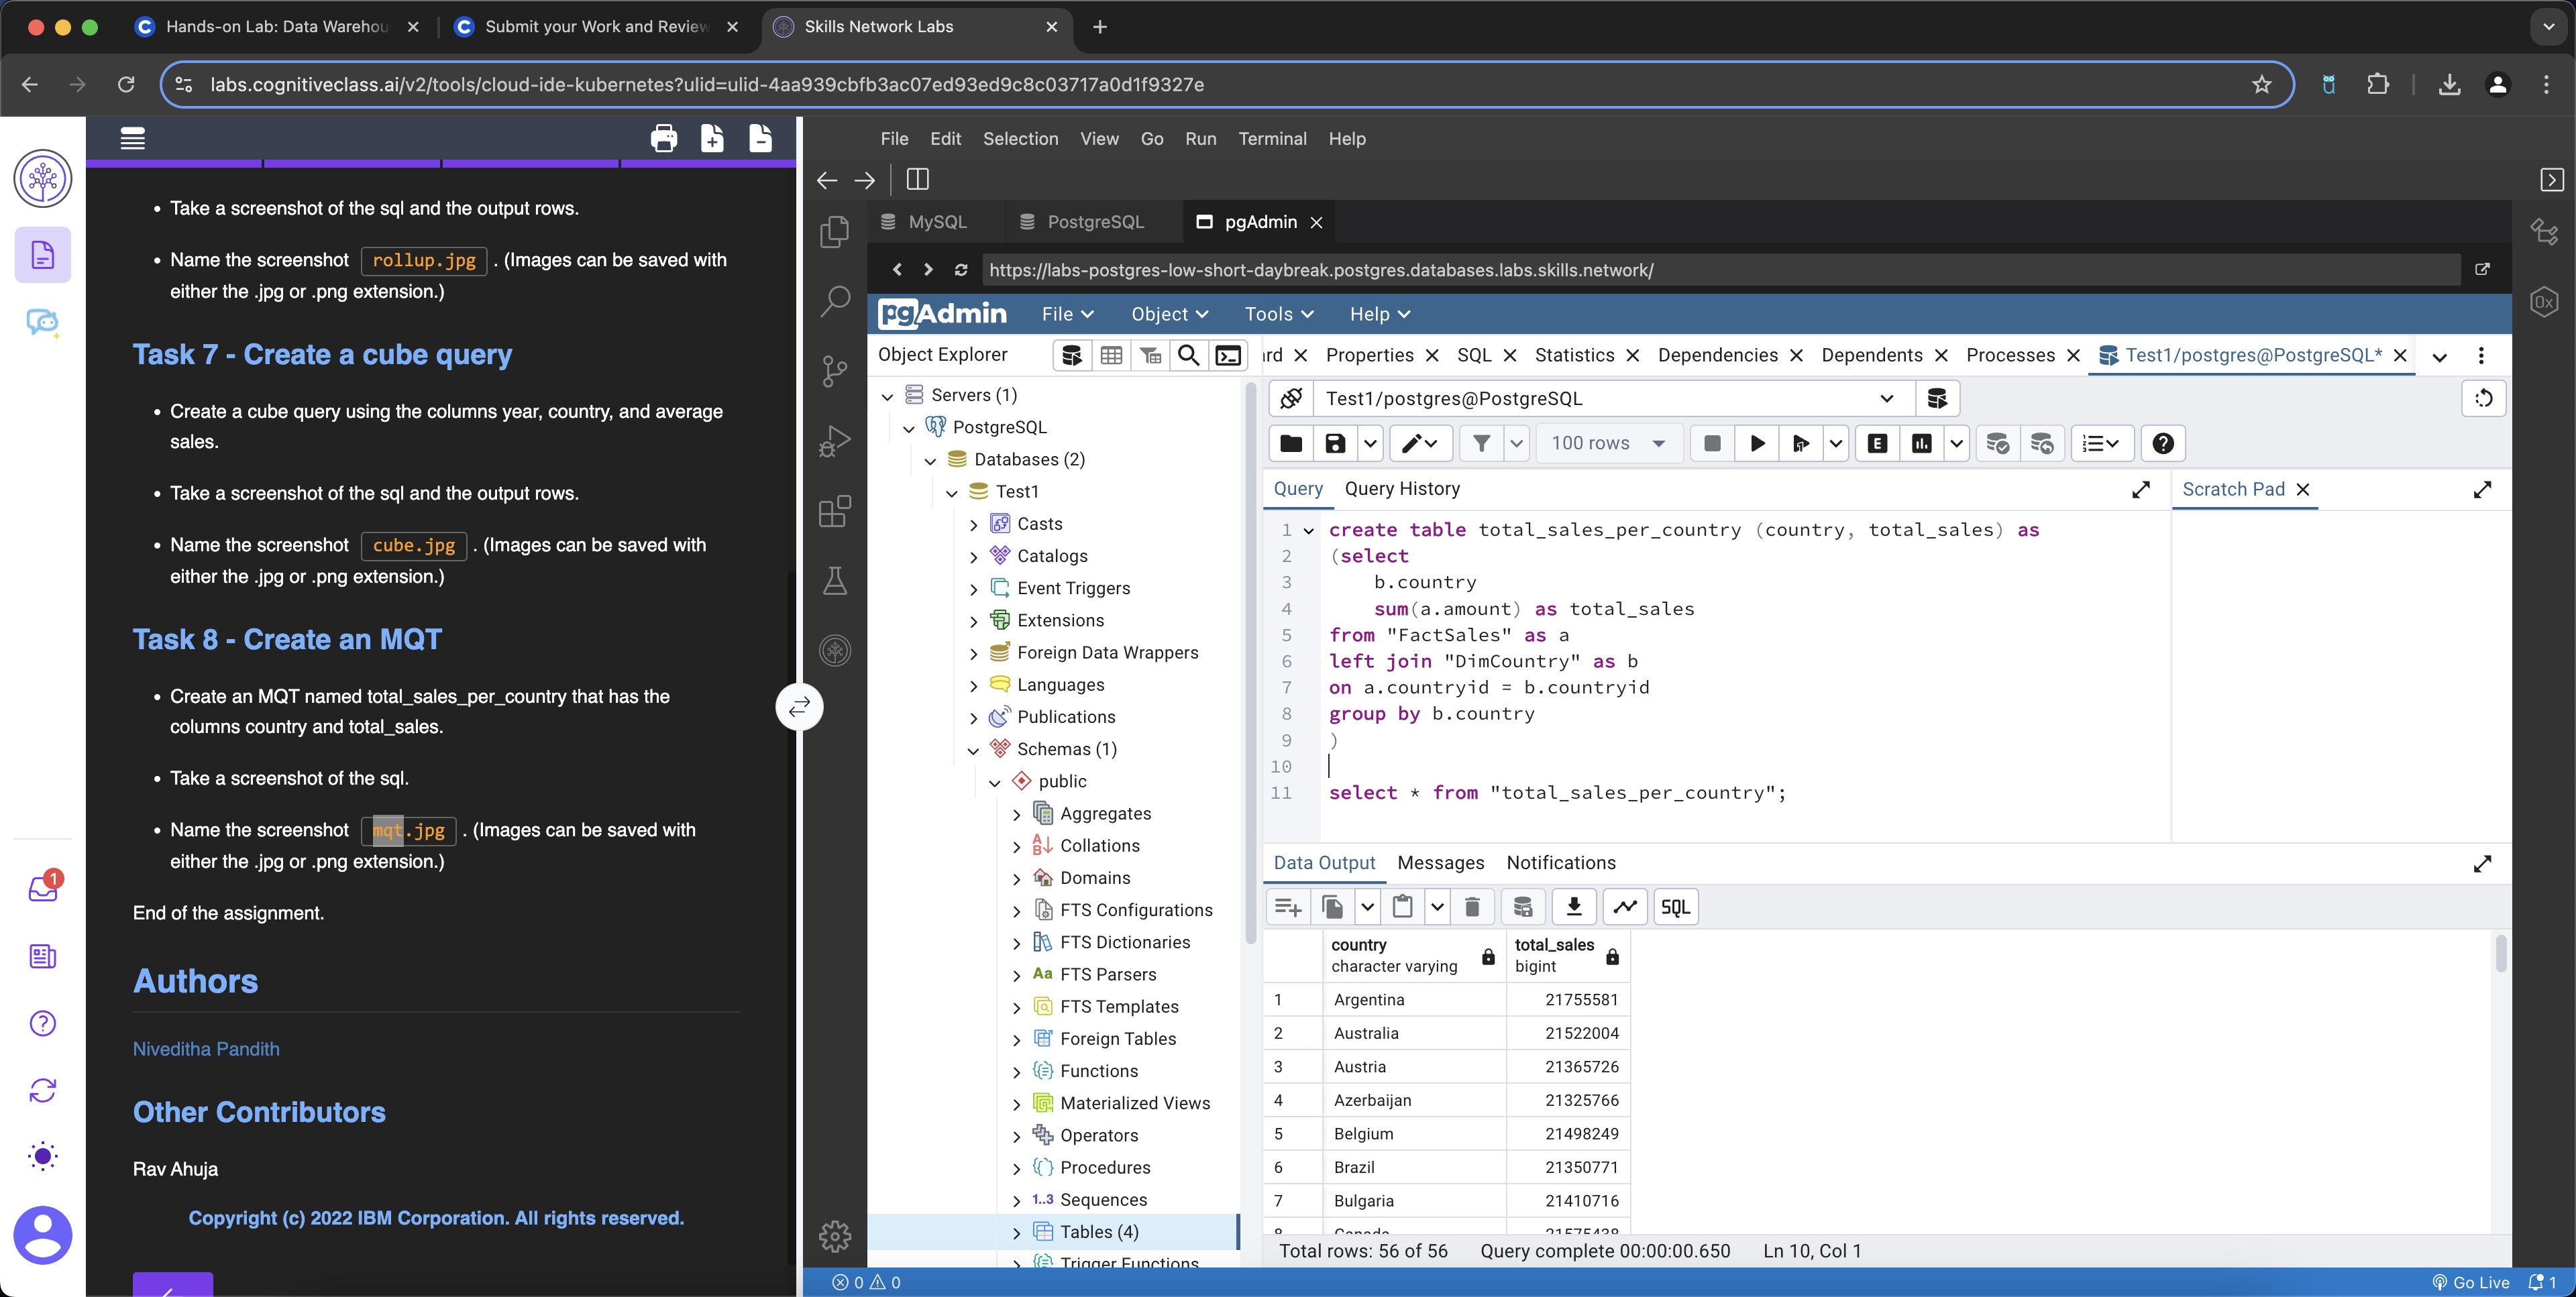 Hands-on Lab: Data Warehou
Submit your Work and Review
Skills Network Labs
labs.cognitiveclass.ai/v2/tools/cloud-ide-kubernetes?ulid=ulid-4aa939cbfb3ac07ed93ed9c8c03717a0d1f9327e
• Take a screenshot of the sql and the output rows.
• Name the screenshot rollup.jpg . (Images can be saved with
either the .jpg or .png extension.)
Task 7 - Create a cube query
• Create a cube query using the columns year, country, and average
sales.
• Take a screenshot of the sql and the output rows.
• Name the screenshot cube.jpg . (Images can be saved with
either the .jpg or .png extension.)
Task 8 - Create an MQT
• Create an MQT named total_sales_per_country that has the
columns country and total_sales.
• Take a screenshot of the sql.
• Name the screenshot mqt.jpg . (Images can be saved with
either the .jpg or .png extension.)
End of the assignment.
Authors
Niveditha Pandith
Other Contributors
Rav Ahuja
Copyright (c) 2022 IBM Corporation. All rights reserved.
1
File Edit Selection View Go Run Terminal Help
MySQL PostgreSQL pgAdmin
https://labs-postgres-low-short-daybreak.postgres.databases.labs.skills.network/
pgAdmin File Object Tools Help
Object Explorer
Servers (1)
PostgreSQL
Databases (2)
Test1
Casts
Catalogs
Event Triggers
Extensions
Foreign Data Wrappers
Languages
Publications
Schemas (1)
public
Aggregates
Collations
Domains
FTS Configurations
FTS Dictionaries
Aa FTS Parsers
FTS Templates
Foreign Tables
Functions
Materialized Views
Operators
Procedures
1..3 Sequences
Tables (4)
Trigger Functions
rd Properties SQL Statistics Dependencies Dependents Processes Test1/postgres@PostgreSQL*
Test1/postgres@PostgreSQL
100 rows E
Query Query History Scratch Pad
1 create table total_sales_per_country (country, total_sales) as
2 (select
3 b.country
4 sum(a.amount) as total_sales
5 from "FactSales" as a
6 left join "DimCountry" as b
7 on a.countryid = b.countryid
8 group by b.country
9 )
10
11 select * from "total_sales_per_country";
Data Output Messages Notifications
SQL
country total_sales
character varying bigint
1 Argentina 21755581
2 Australia 21522004
3 Austria 21365726
4 Azerbaijan 21325766
5 Belgium 21498249
6 Brazil 21350771
7 Bulgaria 21410716
8 Canada 21575438
Total rows: 56 of 56 Query complete 00:00:00.650 Ln 10, Col 1
0 0 Go Live 1